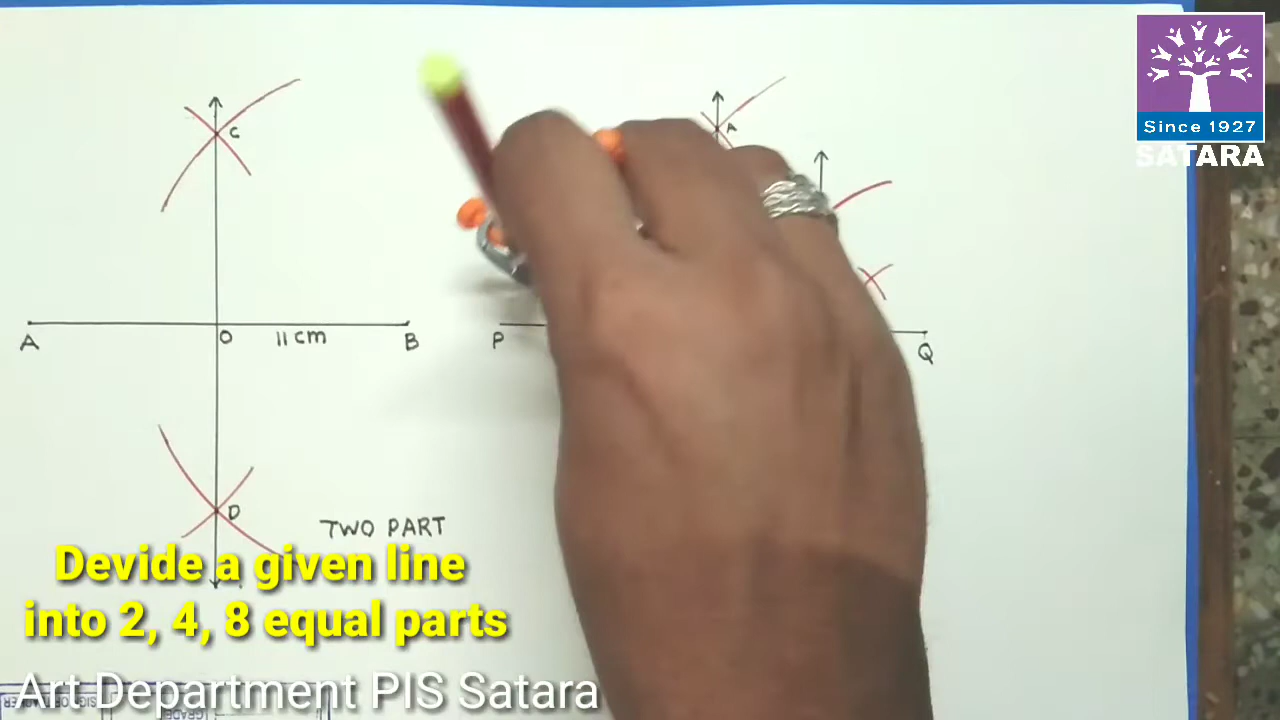 Since 1927
SATARA
C
A
A
O
11 cm
B
P
Q
D
TWO PART
Devide a given line
into 2, 4, 8 equal parts
Art Department PIS Satara
GRADE